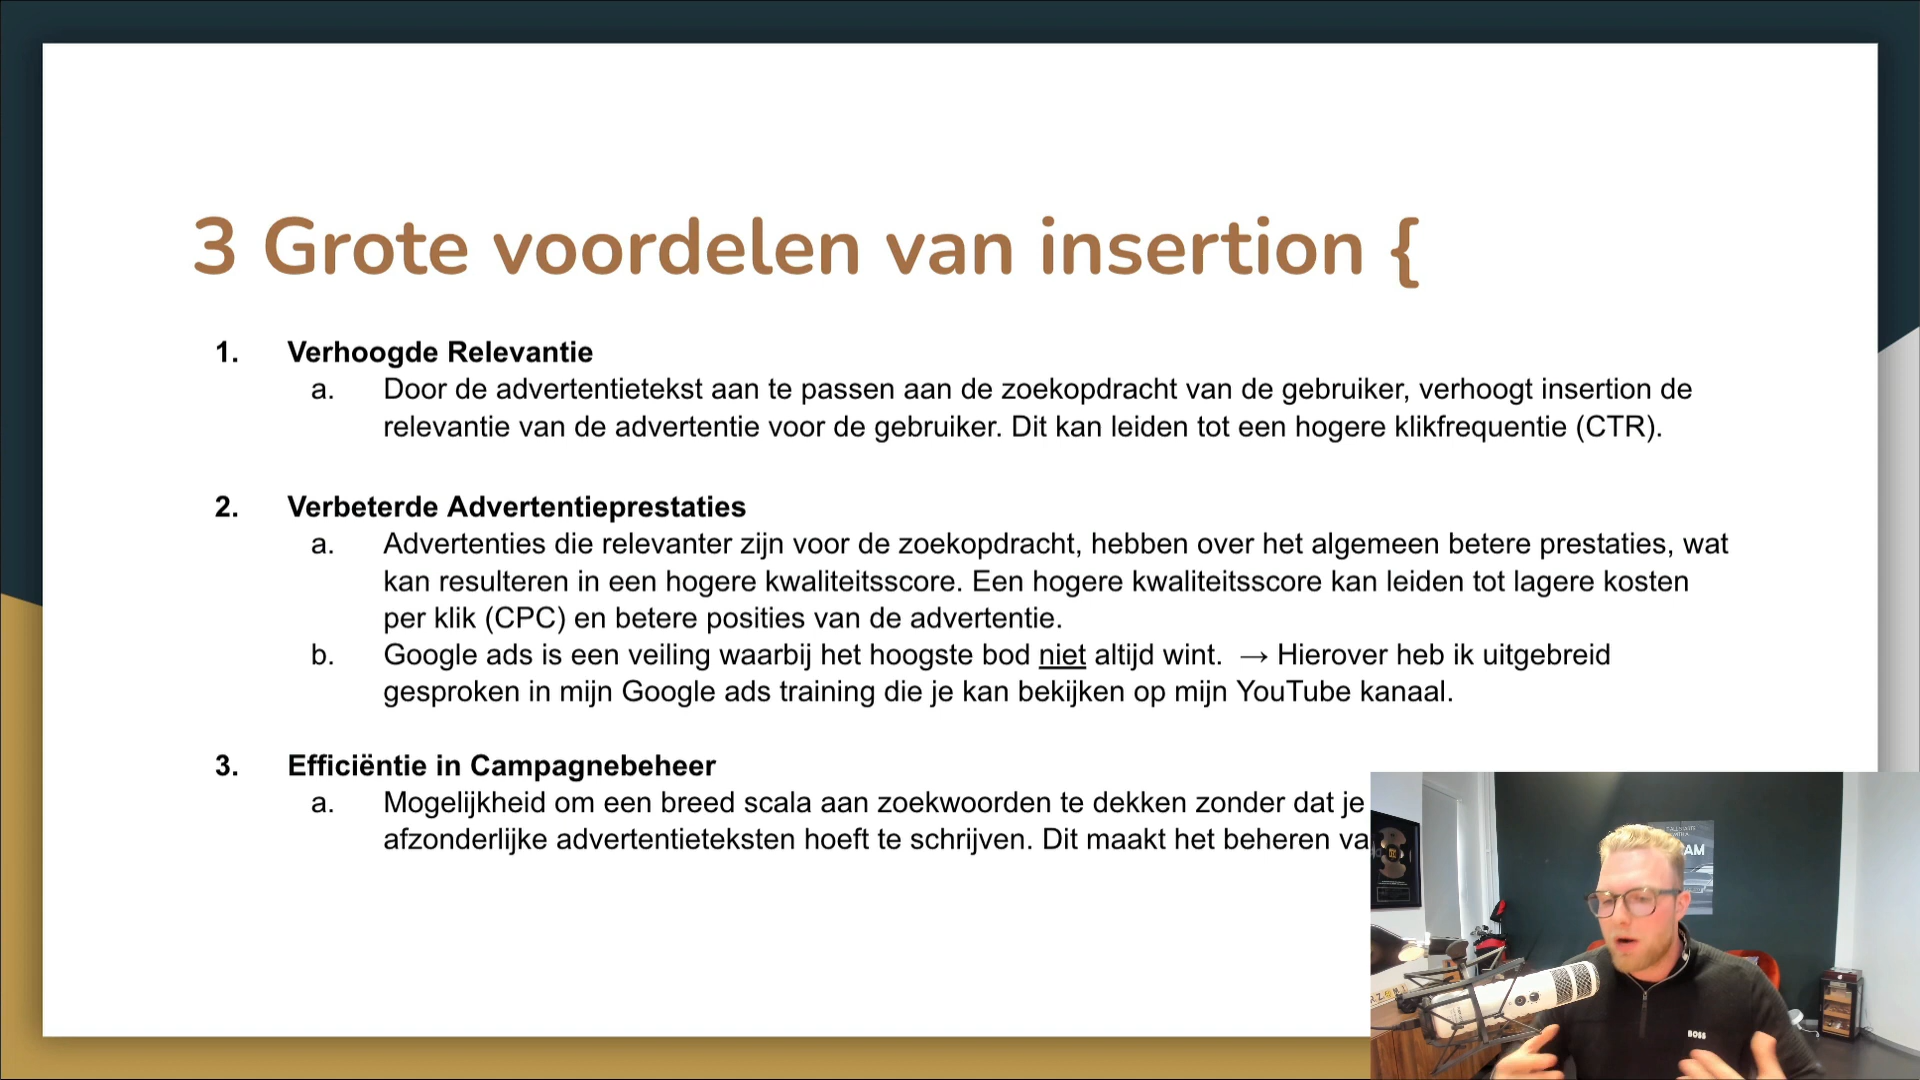 3 Grote voordelen van insertion {
1. Verhoogde Relevantie
a. Door de advertentietekst aan te passen aan de zoekopdracht van de gebruiker, verhoogt insertion de
relevantie van de advertentie voor de gebruiker. Dit kan leiden tot een hogere klikfrequentie (CTR).
2. Verbeterde Advertentieprestaties
a. Advertenties die relevanter zijn voor de zoekopdracht, hebben over het algemeen betere prestaties, wat
kan resulteren in een hogere kwaliteitsscore. Een hogere kwaliteitsscore kan leiden tot lagere kosten
per klik (CPC) en betere posities van de advertentie.
b. Google ads is een veiling waarbij het hoogste bod niet altijd wint. → Hierover heb ik uitgebreid
gesproken in mijn Google ads training die je kan bekijken op mijn YouTube kanaal.
3. Efficiëntie in Campagnebeheer
a. Mogelijkheid om een breed scala aan zoekwoorden te dekken zonder dat je
afzonderlijke advertentieteksten hoeft te schrijven. Dit maakt het beheren va
BOSS